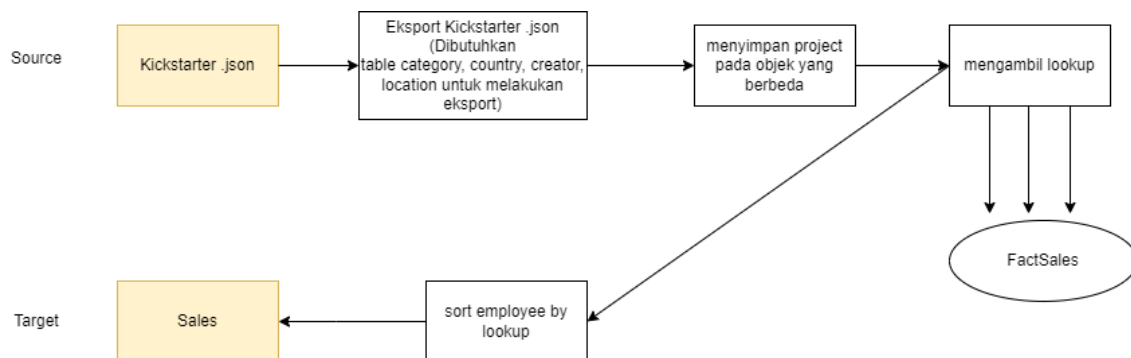 Source
Kickstarter .json
Eksport Kickstarter .json
(Dibutuhkan
table category, country, creator,
location untuk melakukan
eksport)
menyimpan project
pada objek yang
berbeda
mengambil lookup
FactSales
Target
Sales
sort employee by
lookup